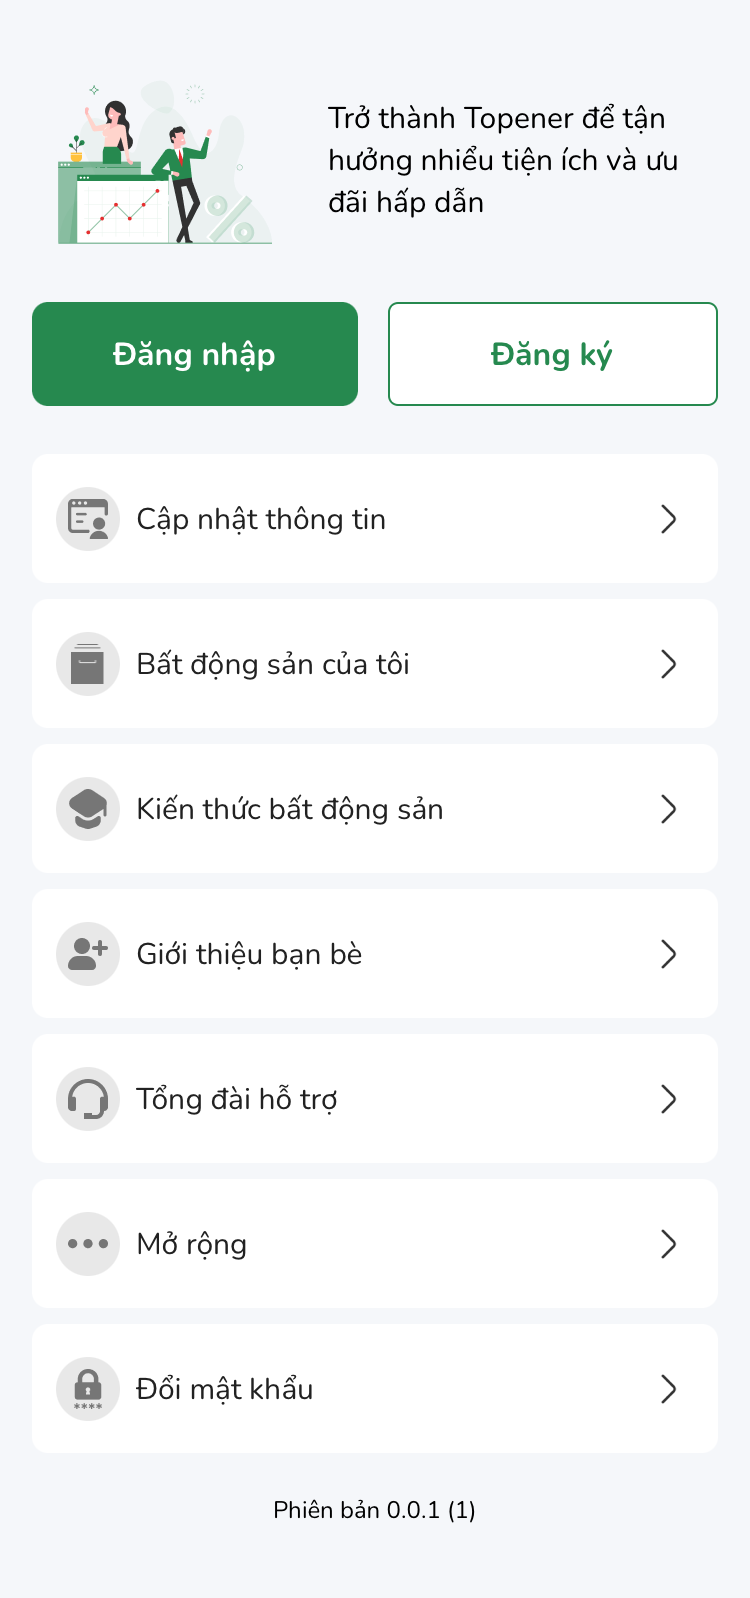 Trở thành Topener để tận
hưởng nhiều tiện ích và ưu
đãi hấp dẫn
Đăng nhập
Đăng ký
Cập nhật thông tin
Bất động sản của tôi
Kiến thức bất động sản
Giới thiệu bạn bè
Tổng đài hỗ trợ
Mở rộng
Đổi mật khẩu
Phiên bản 0.0.1 (1)